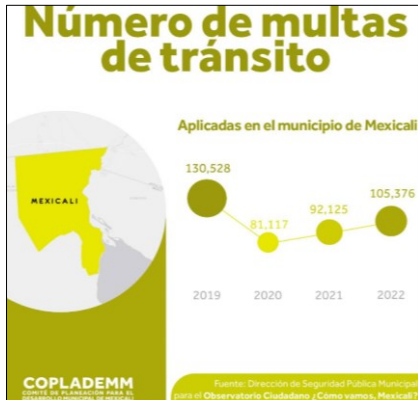 Número de multas
de tránsito
Aplicadas en el municipio de Mexicali
130,528
81,117
92,125
105,376
MEXICALI
2019
2020
2021
2022
COPLADEMM
COMITÉ DE PLANEACIÓN PARA EL
DESARROLLO MUNICIPAL DE MEXICALI
Fuente: Dirección de Seguridad Pública Municipal
para el Observatorio Ciudadano ¿Cómo vamos, Mexicali?